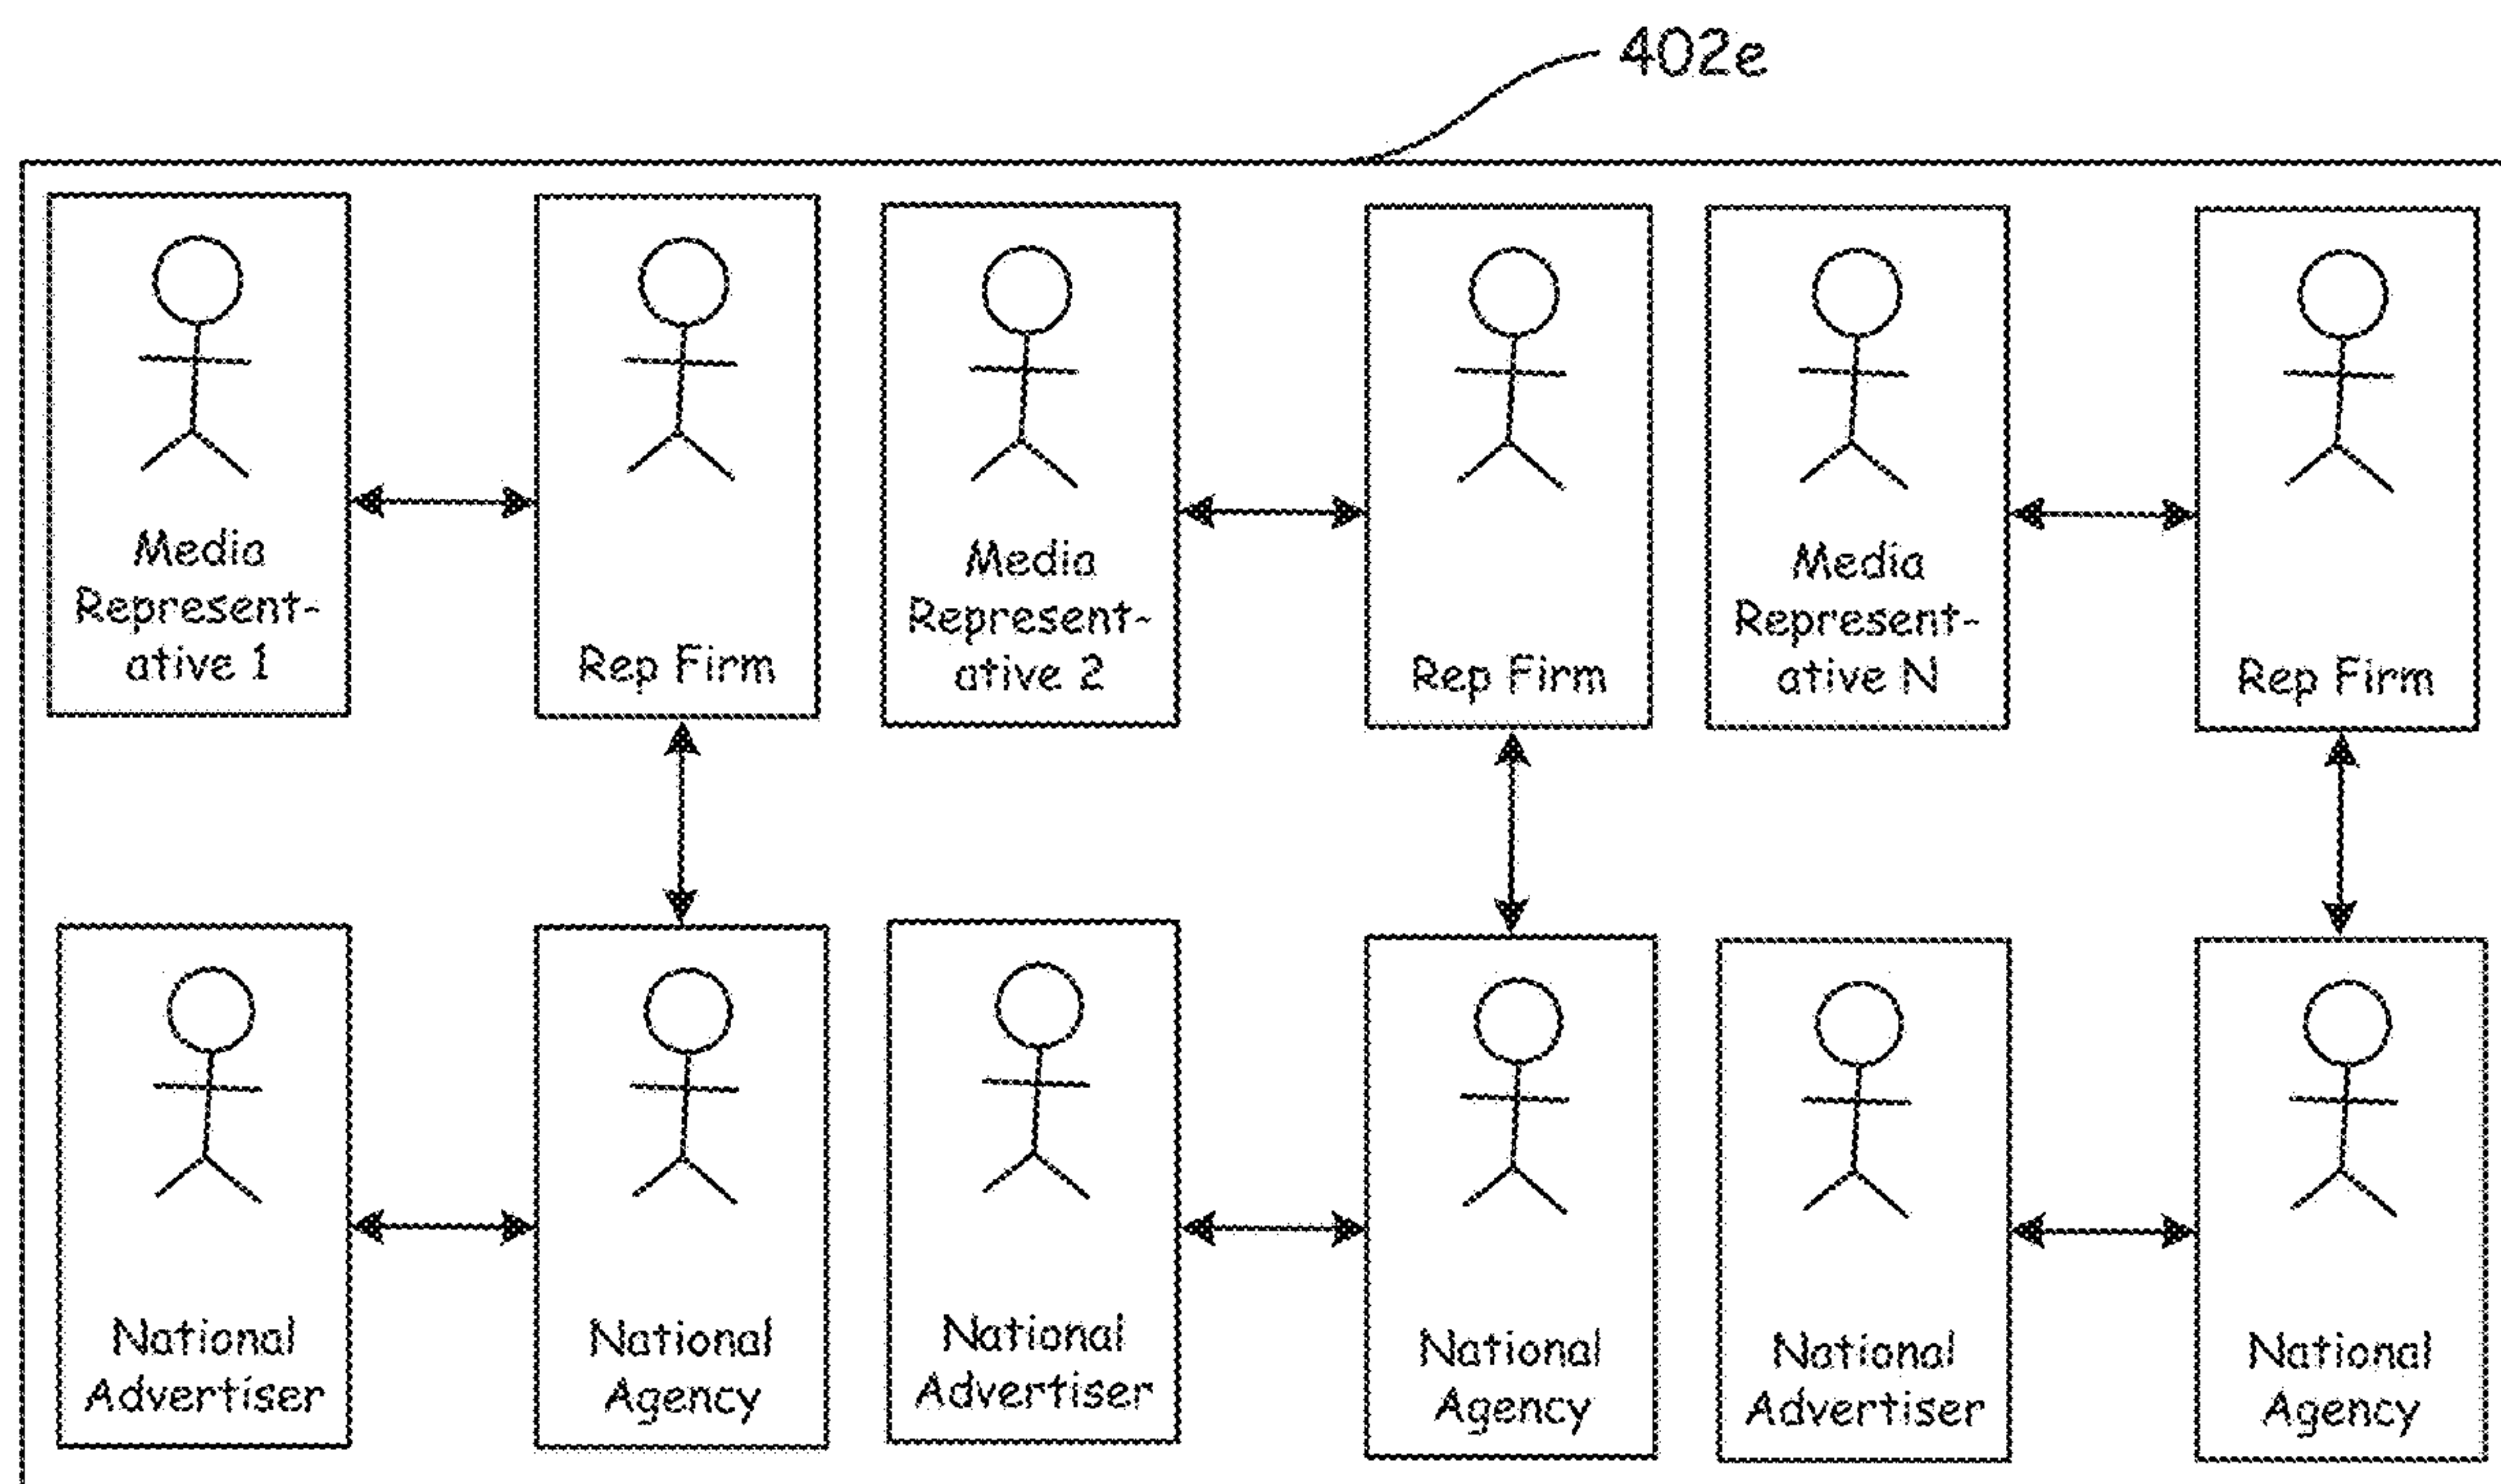 402e
Media
Represent-
ative 1
Rep Firm
Media
Represent-
ative 2
Rep Firm
Media
Represent-
ative N
Rep Firm
National
Advertiser
National
Agency
National
Advertiser
National
Agency
National
Advertiser
National
Agency